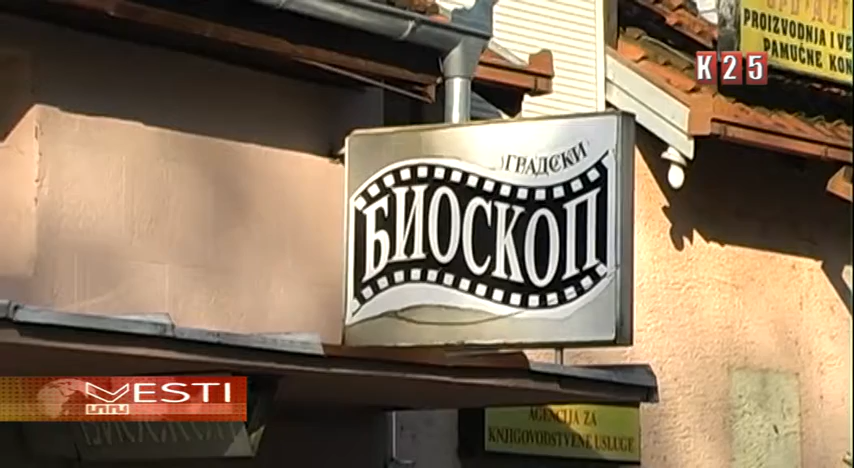 PROIZVODNJA I VE
PAMUČNE KON
K25
ГРАДСКИ
БИОСКОП
VESTI
AGENCIJA ZA
KNJIGOVODSTVENE USLUGE